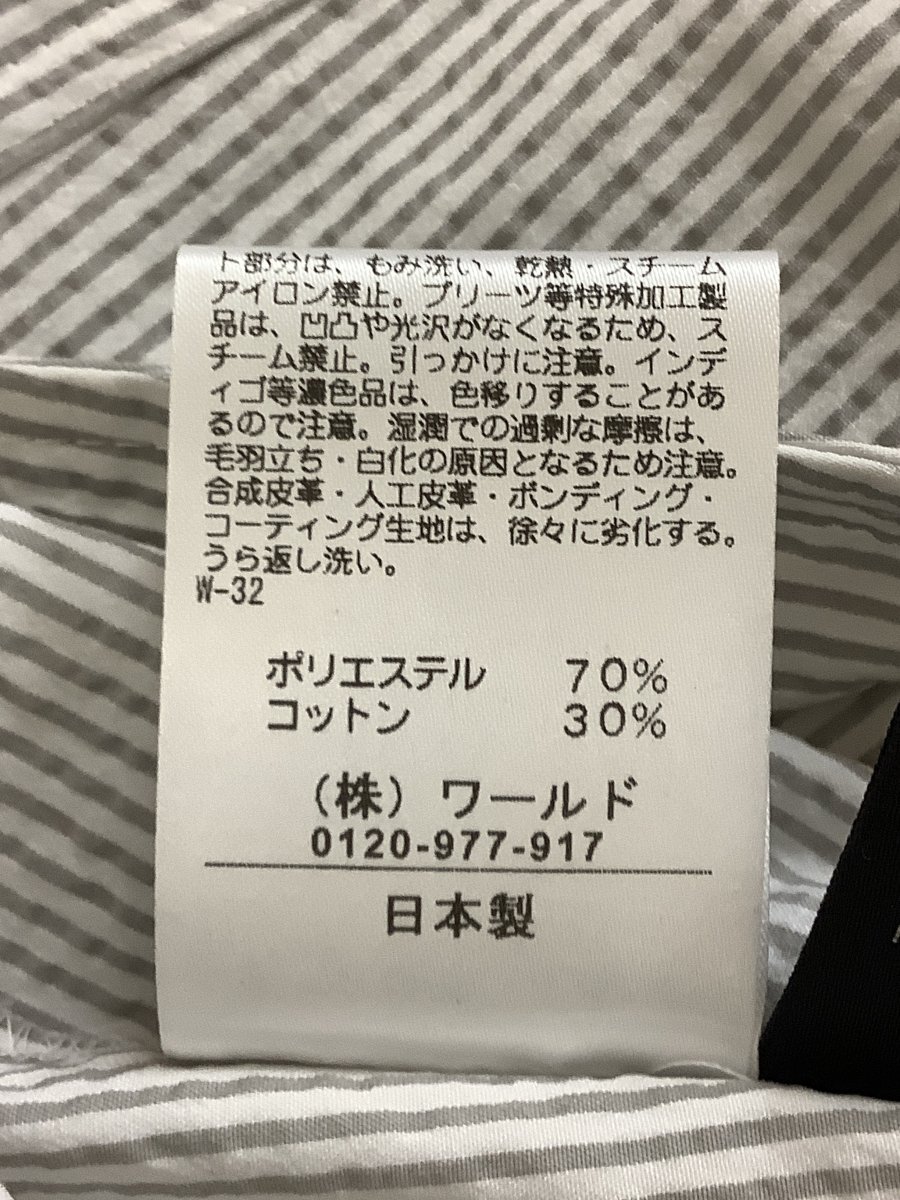 ト部分は、もみ洗い、乾熱・スチーム
アイロン禁止。プリーツ等特殊加工製
品は、凹凸や光沢がなくなるため、ス
チーム禁止。引っかけに注意。インデ
ィゴ等濃色品は、色移りすることがあ
るので注意。湿潤での過剰な摩擦は、
毛羽立ち・白化の原因となるため注意。
合成皮革・人工皮革・ボンディング・
コーティング生地は、徐々に劣化する。
うら返し洗い。
W-32
ポリエステル 70%
コットン 30%
（株）ワールド
0120-977-917
日本製